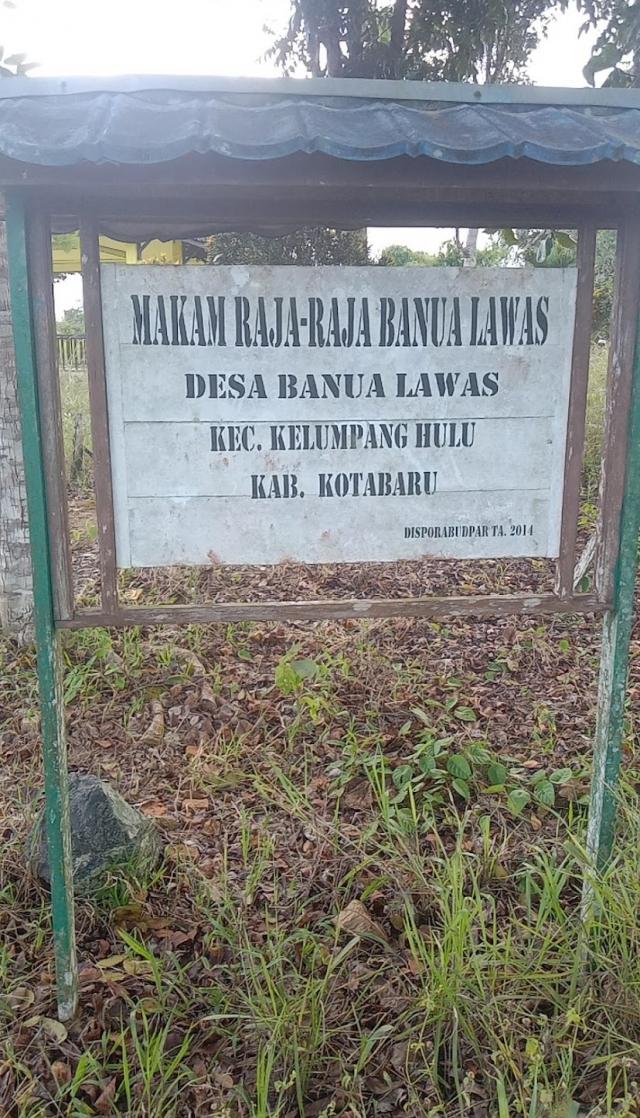 MAKAM RAJA-RAJA BANUA LAWAS
DESA BANUA LAWAS
KEC. KELUMPANG HULU
KAB. KOTABARU
DISPORABUDPAR TA. 2014